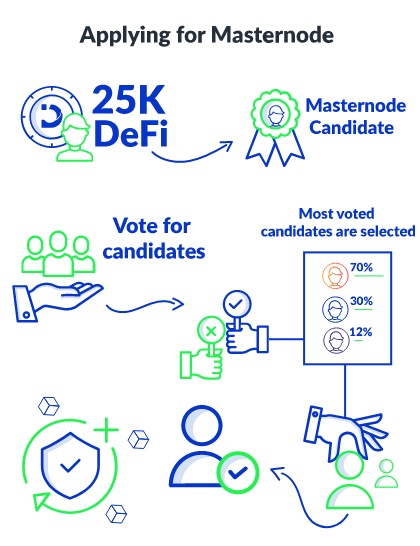 Applying for Masternode
25K
DeFi
Masternode
Candidate
Vote for
candidates
Most voted
candidates are selected
70%
30%
12%